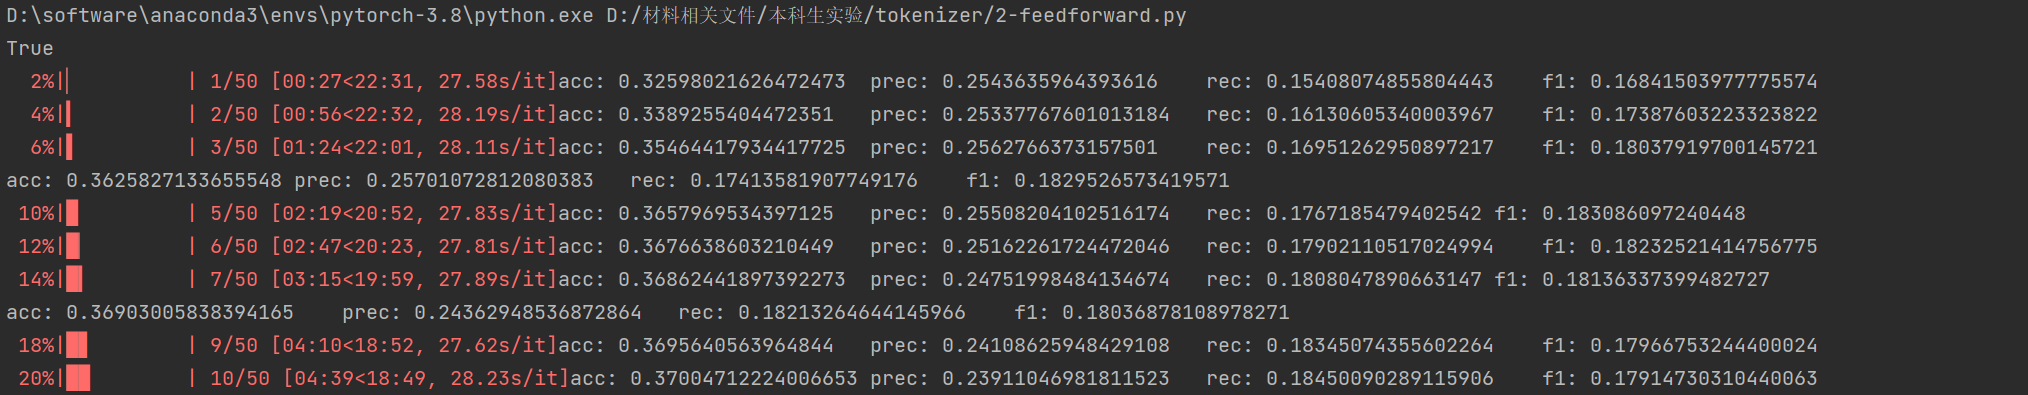 D:\software\anaconda3\envs\pytorch-3.8\python.exe D:/材料相关文件/本科生实验/tokenizer/2-feedforward.py
True
2%|▏         | 1/50 [00:27<22:31, 27.58s/it]acc: 0.32598021626472473  prec: 0.2543635964393616    rec: 0.15408074855804443    f1: 0.16841503977775574
4%|▍         | 2/50 [00:56<22:32, 28.19s/it]acc: 0.3389255404472351   prec: 0.25337767601013184   rec: 0.16130605340003967    f1: 0.17387603223323822
6%|▌         | 3/50 [01:24<22:01, 28.11s/it]acc: 0.35464417934417725  prec: 0.2562766373157501    rec: 0.16951262950897217    f1: 0.18037919700145721
acc: 0.3625827133655548 prec: 0.25701072812080383   rec: 0.17413581907749176    f1: 0.1829526573419571
10%|█         | 5/50 [02:19<20:52, 27.83s/it]acc: 0.3657969534397125   prec: 0.25508204102516174   rec: 0.1767185479402542 f1: 0.183086097240448
12%|█▏        | 6/50 [02:47<20:23, 27.81s/it]acc: 0.3676638603210449   prec: 0.25162261724472046   rec: 0.17902110517024994    f1: 0.18232521414756775
14%|█▍        | 7/50 [03:15<19:59, 27.89s/it]acc: 0.36862441897392273  prec: 0.24751998484134674   rec: 0.1808047890663147 f1: 0.18136337399482727
acc: 0.36903005838394165    prec: 0.24362948536872864   rec: 0.18213264644145966    f1: 0.18036878108978271
18%|█▊        | 9/50 [04:10<18:52, 27.62s/it]acc: 0.3695640563964844   prec: 0.24108625948429108   rec: 0.18345074355602264    f1: 0.17966753244400024
20%|██        | 10/50 [04:39<18:49, 28.23s/it]acc: 0.37004712224006653 prec: 0.23911046981811523   rec: 0.18450090289115906    f1: 0.17914730310440063